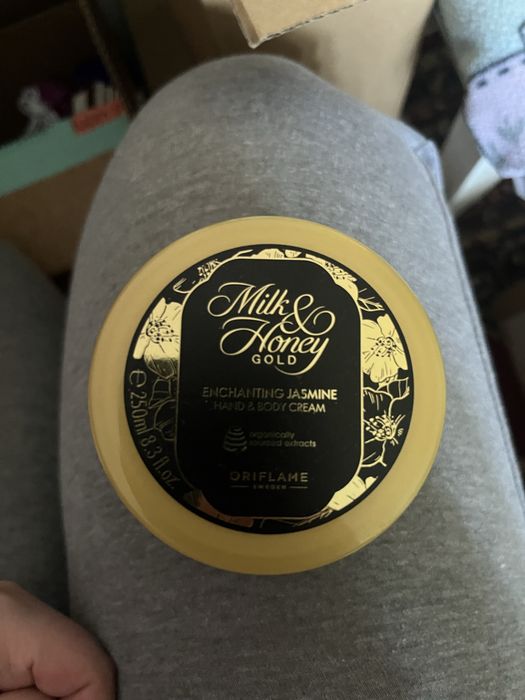 Milk &
Honey
GOLD
ENCHANTING JASMINE
HAND & BODY CREAM
organically
sourced extracts
ORIFLAME
SWEDEN
℮ 250ml 8.3 fl.oz.